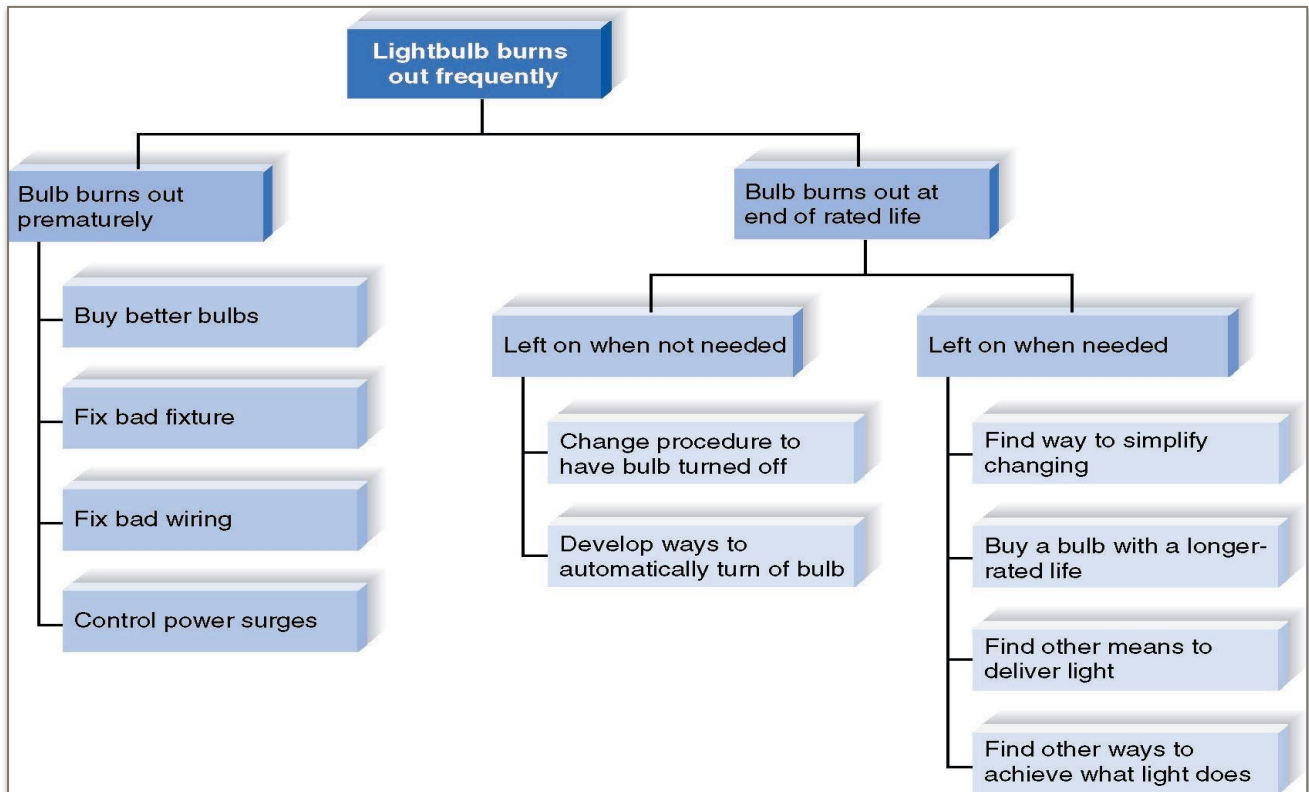 Lightbulb burns
out frequently
Bulb burns out
prematurely
Buy better bulbs
Fix bad fixture
Fix bad wiring
Control power surges
Bulb burns out at
end of rated life
Left on when not needed
Change procedure to
have bulb turned off
Develop ways to
automatically turn of bulb
Left on when needed
Find way to simplify
changing
Buy a bulb with a longer-
rated life
Find other means to
deliver light
Find other ways to
achieve what light does